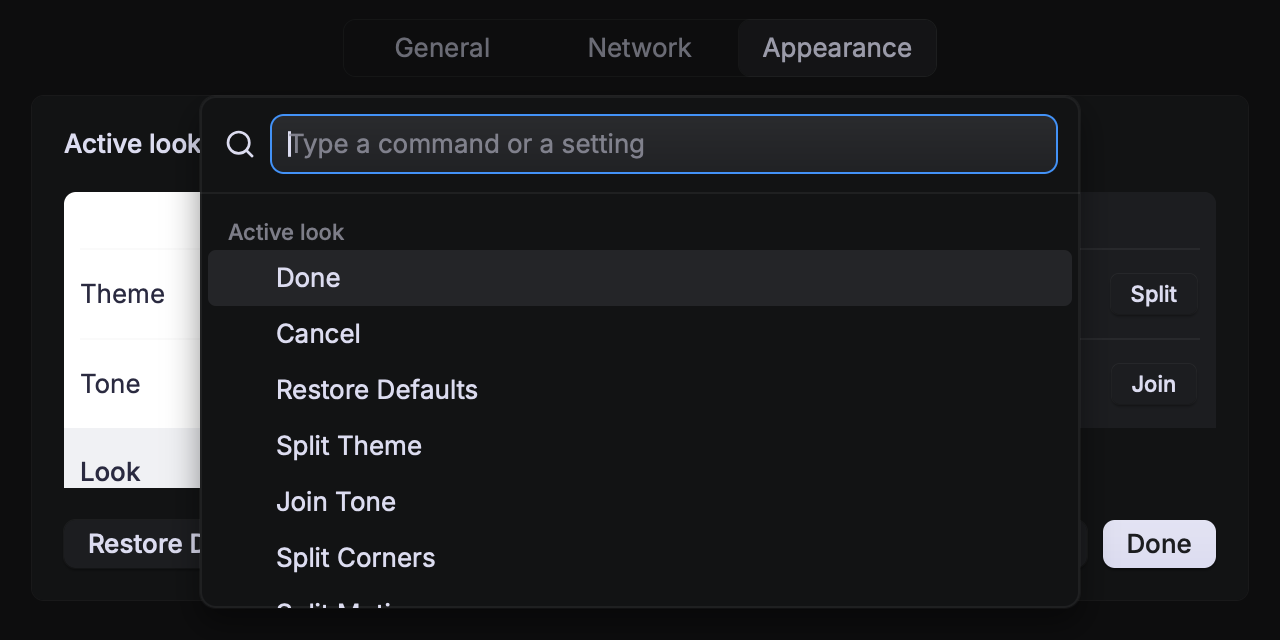 General Network Appearance
Active look
Type a command or a setting
Active look
Done
Cancel
Restore Defaults
Split Theme
Join Tone
Split Corners
Split
Theme
Split
Tone
Join
Look
Restore
Done